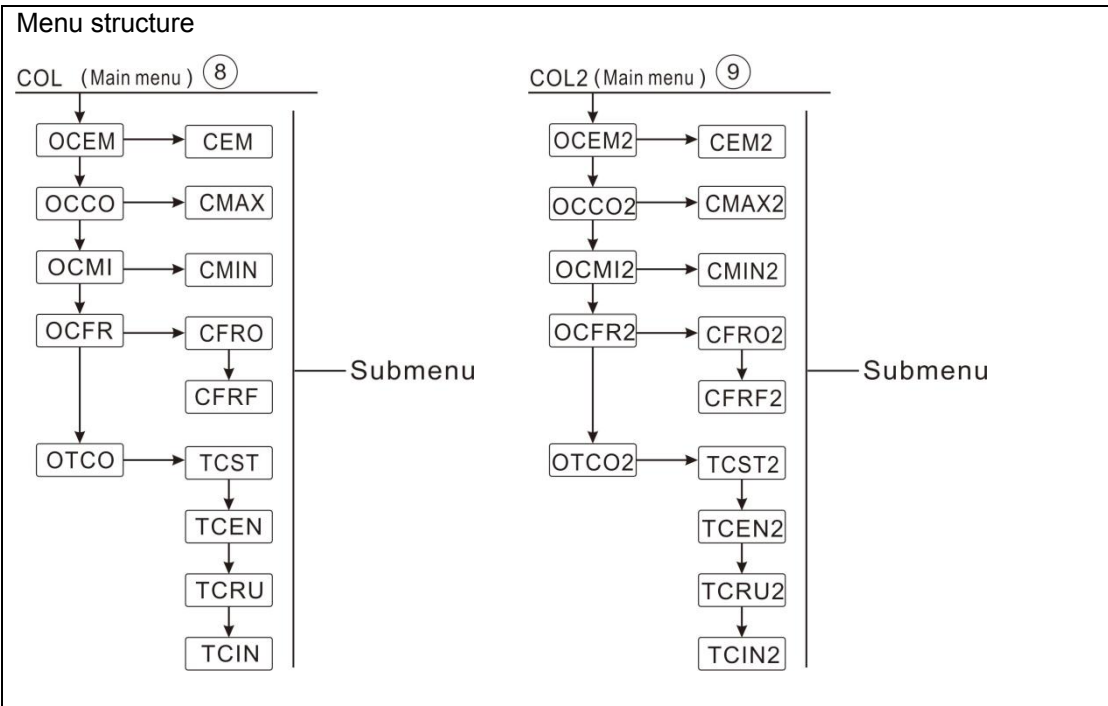 Menu structure
COL (Main menu) 8
OCEM CEM
OCCO CMAX
OCMI CMIN
OCFR CFRO
CFRF
OTCO TCST
TCEN
TCRU
TCIN
Submenu
COL2 (Main menu) 9
OCEM2 CEM2
OCCO2 CMAX2
OCMI2 CMIN2
OCFR2 CFRO2
CFRF2
OTCO2 TCST2
TCEN2
TCRU2
TCIN2
Submenu